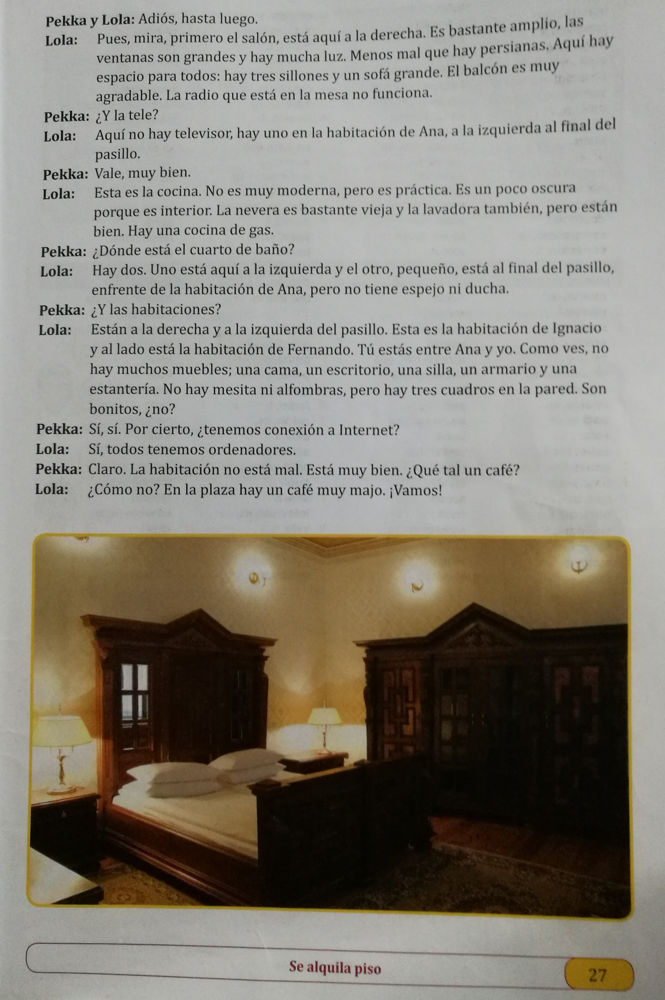 Pekka y Lola: Adiós, hasta luego.
Lola: Pues, mira, primero el salón, está aquí a la derecha. Es bastante amplio, las
ventanas son grandes y hay mucha luz. Menos mal que hay persianas. Aquí hay
espacio para todos: hay tres sillones y un sofá grande. El balcón es muy
agradable. La radio que está en la mesa no funciona.
Pekka: ¿Y la tele?
Lola: Aquí no hay televisor, hay uno en la habitación de Ana, a la izquierda al final del
pasillo.
Pekka: Vale, muy bien.
Lola: Esta es la cocina. No es muy moderna, pero es práctica. Es un poco oscura
porque es interior. La nevera es bastante vieja y la lavadora también, pero están
bien. Hay una cocina de gas.
Pekka: ¿Dónde está el cuarto de baño?
Lola: Hay dos. Uno está aquí a la izquierda y el otro, pequeño, está al final del pasillo,
enfrente de la habitación de Ana, pero no tiene espejo ni ducha.
Pekka: ¿Y las habitaciones?
Lola: Están a la derecha y a la izquierda del pasillo. Esta es la habitación de Ignacio
y al lado está la habitación de Fernando. Tú estás entre Ana y yo. Como ves, no
hay muchos muebles; una cama, un escritorio, una silla, un armario y una
estantería. No hay mesita ni alfombras, pero hay tres cuadros en la pared. Son
bonitos, ¿no?
Pekka: Sí, sí. Por cierto, ¿tenemos conexión a Internet?
Lola: Sí, todos tenemos ordenadores.
Pekka: Claro. La habitación no está mal. Está muy bien. ¿Qué tal un café?
Lola: ¿Cómo no? En la plaza hay un café muy majo. ¡Vamos!
Se alquila piso
27